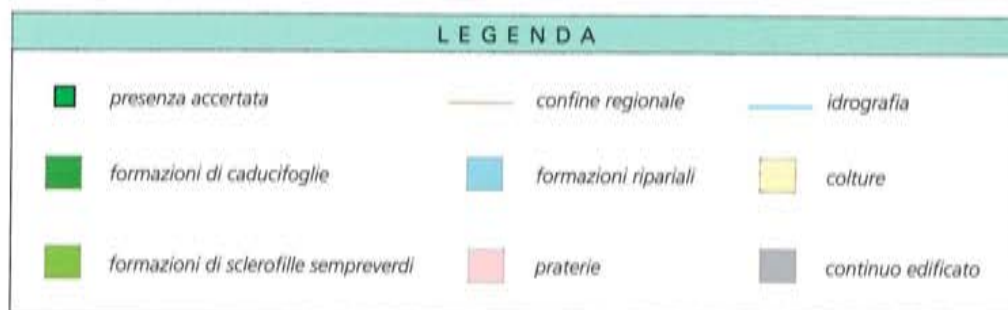 LEGENDA
presenza accertata
confine regionale
idrografia
formazioni di caducifoglie
formazioni ripariali
colture
formazioni di sclerofille sempreverdi
praterie
continuo edificato